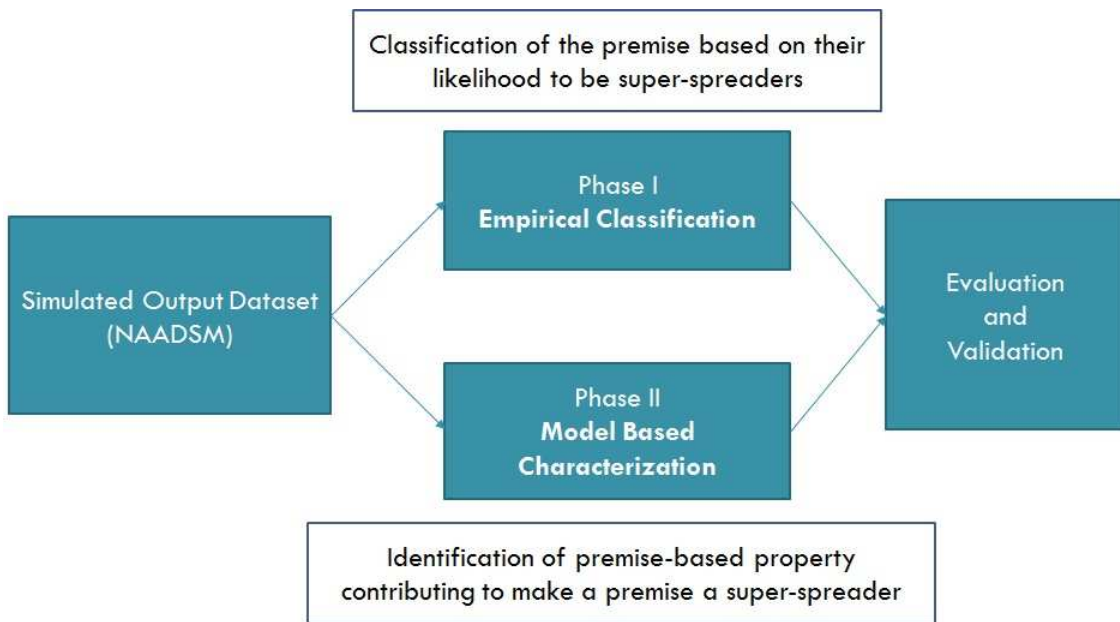 Classification of the premise based on their
likelihood to be super-spreaders
Simulated Output Dataset
(NAADSM)
Phase I
Empirical Classification
Phase II
Model Based
Characterization
Evaluation
and
Validation
Identification of premise-based property
contributing to make a premise a super-spreader